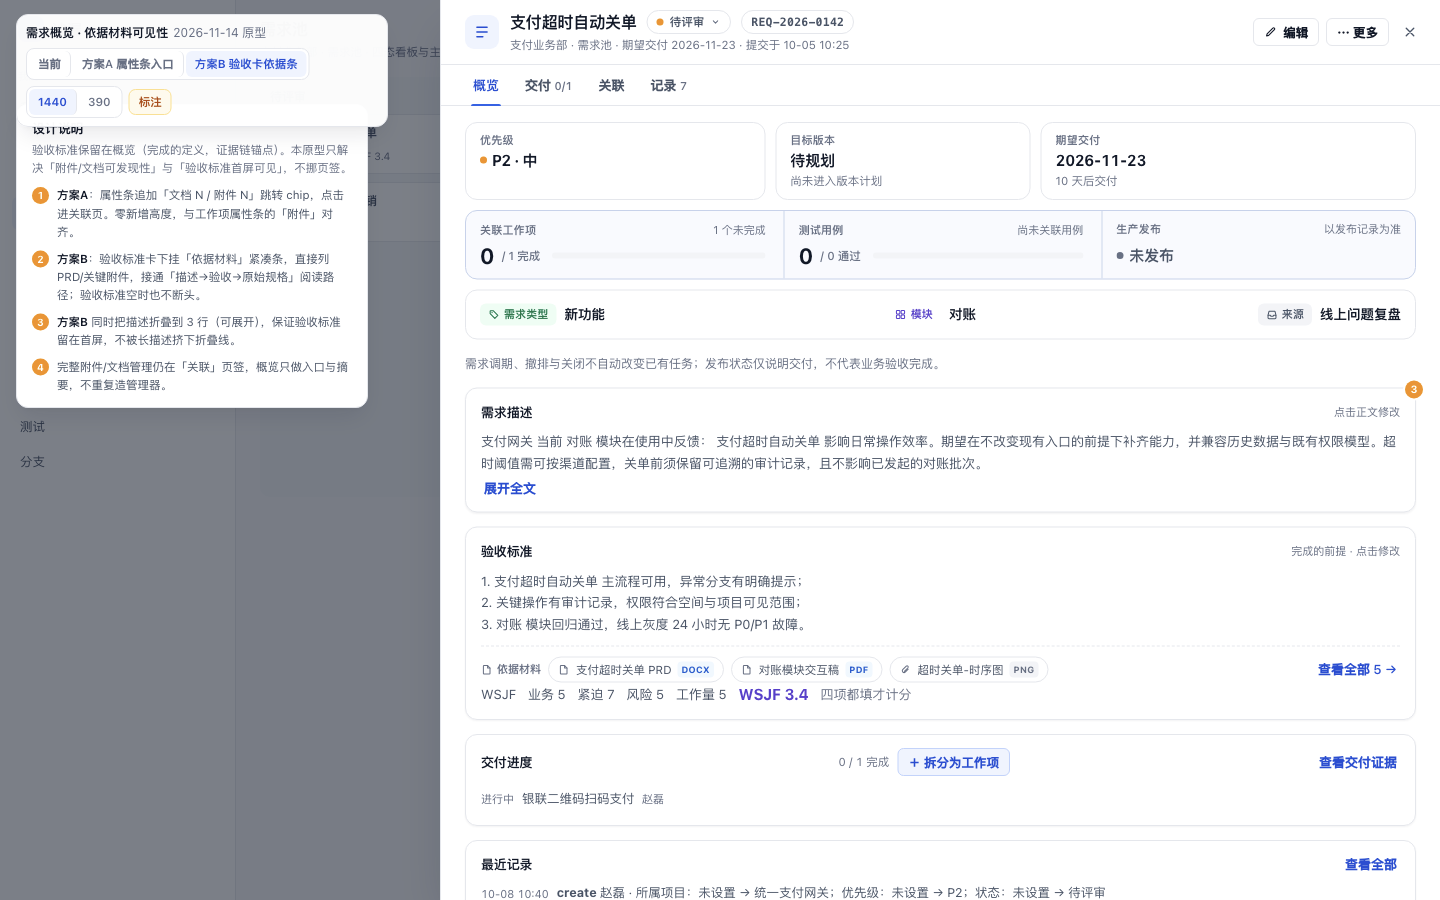 需求概览 · 依据材料可见性 2026-11-14 原型
当前 方案A 属性条入口 方案B 验收卡依据条
1440 390 标注
设计说明
验收标准保留在概览（完成的定义，证据链锚点）。本原型只解
决「附件/文档可发现性」与「验收标准首屏可见」，不挪页签。
1 方案A：属性条追加「文档 N / 附件 N」跳转 chip，点击
进关联页。零新增高度，与工作项属性条的「附件」对
齐。
2 方案B：验收标准卡下挂「依据材料」紧凑条，直接列
PRD/关键附件，接通「描述→验收→原始规格」阅读路
径；验收标准空时也不断头。
3 方案B 同时把描述折叠到 3 行（可展开），保证验收标准
留在首屏，不被长描述挤下折叠线。
4 完整附件/文档管理仍在「关联」页签，概览只做入口与摘
要，不重复造管理器。
测试
分支
态看板与主
单
F 3.4
销
支付超时自动关单 待评审 REQ-2026-0142
支付业务部 · 需求池 · 期望交付 2026-11-23 · 提交于 10-05 10:25
编辑 ··· 更多 ×
概览 交付 0/1 关联 记录 7
优先级
P2 · 中
目标版本
待规划
尚未进入版本计划
期望交付
2026-11-23
10 天后交付
关联工作项 1 个未完成
0 / 1 完成
测试用例 尚未关联用例
0 / 0 通过
生产发布 以发布记录为准
未发布
需求类型 新功能 模块 对账 来源 线上问题复盘
需求调期、撤排与关闭不自动改变已有任务；发布状态仅说明交付，不代表业务验收完成。
3
需求描述 点击正文修改
支付网关 当前 对账 模块在使用中反馈： 支付超时自动关单 影响日常操作效率。期望在不改变现有入口的前提下补齐能力，并兼容历史数据与既有权限模型。超
时阈值需可按渠道配置，关单前须保留可追溯的审计记录，且不影响已发起的对账批次。
展开全文
验收标准 完成的前提 · 点击修改
1. 支付超时自动关单 主流程可用，异常分支有明确提示；
2. 关键操作有审计记录，权限符合空间与项目可见范围；
3. 对账 模块回归通过，线上灰度 24 小时无 P0/P1 故障。
依据材料 支付超时关单 PRD DOCX 对账模块交互稿 PDF 超时关单-时序图 PNG 查看全部 5 →
WSJF 业务 5 紧迫 7 风险 5 工作量 5 WSJF 3.4 四项都填才计分
交付进度 0 / 1 完成 + 拆分为工作项 查看交付证据
进行中 银联二维码扫码支付 赵磊
最近记录 查看全部
10-08 10:40 create 赵磊 · 所属项目：未设置 → 统一支付网关；优先级：未设置 → P2；状态：未设置 → 待评审